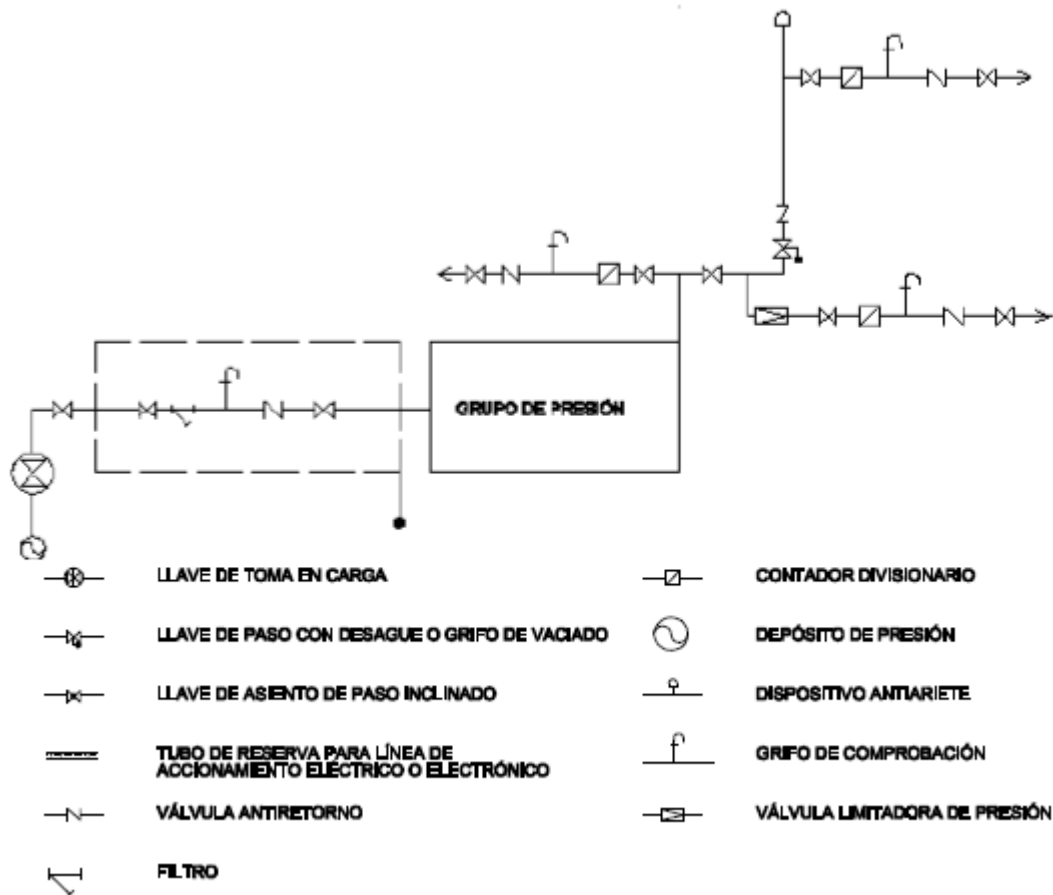 GRUPO DE PRESIÓN
LLAVE DE TOMA EN CARGA
LLAVE DE PASO CON DESAGUE O GRIFO DE VACIADO
LLAVE DE ASIENTO DE PASO INCLINADO
TUBO DE RESERVA PARA LÍNEA DE
ACCIONAMIENTO ELÉCTRICO O ELECTRÓNICO
VÁLVULA ANTIRETORNO
FILTRO
CONTADOR DIVISIONARIO
DEPÓSITO DE PRESIÓN
DISPOSITIVO ANTIARIETE
GRIFO DE COMPROBACIÓN
VÁLVULA LIMITADORA DE PRESIÓN